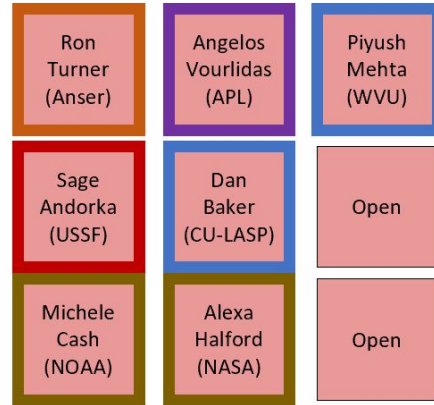 Ron
Turner
(Anser)
Angelos
Vourlidas
(APL)
Piyush
Mehta
(WVU)
Sage
Andorka
(USSF)
Dan
Baker
(CU-LASP)
Open
Michele
Cash
(NOAA)
Alexa
Halford
(NASA)
Open